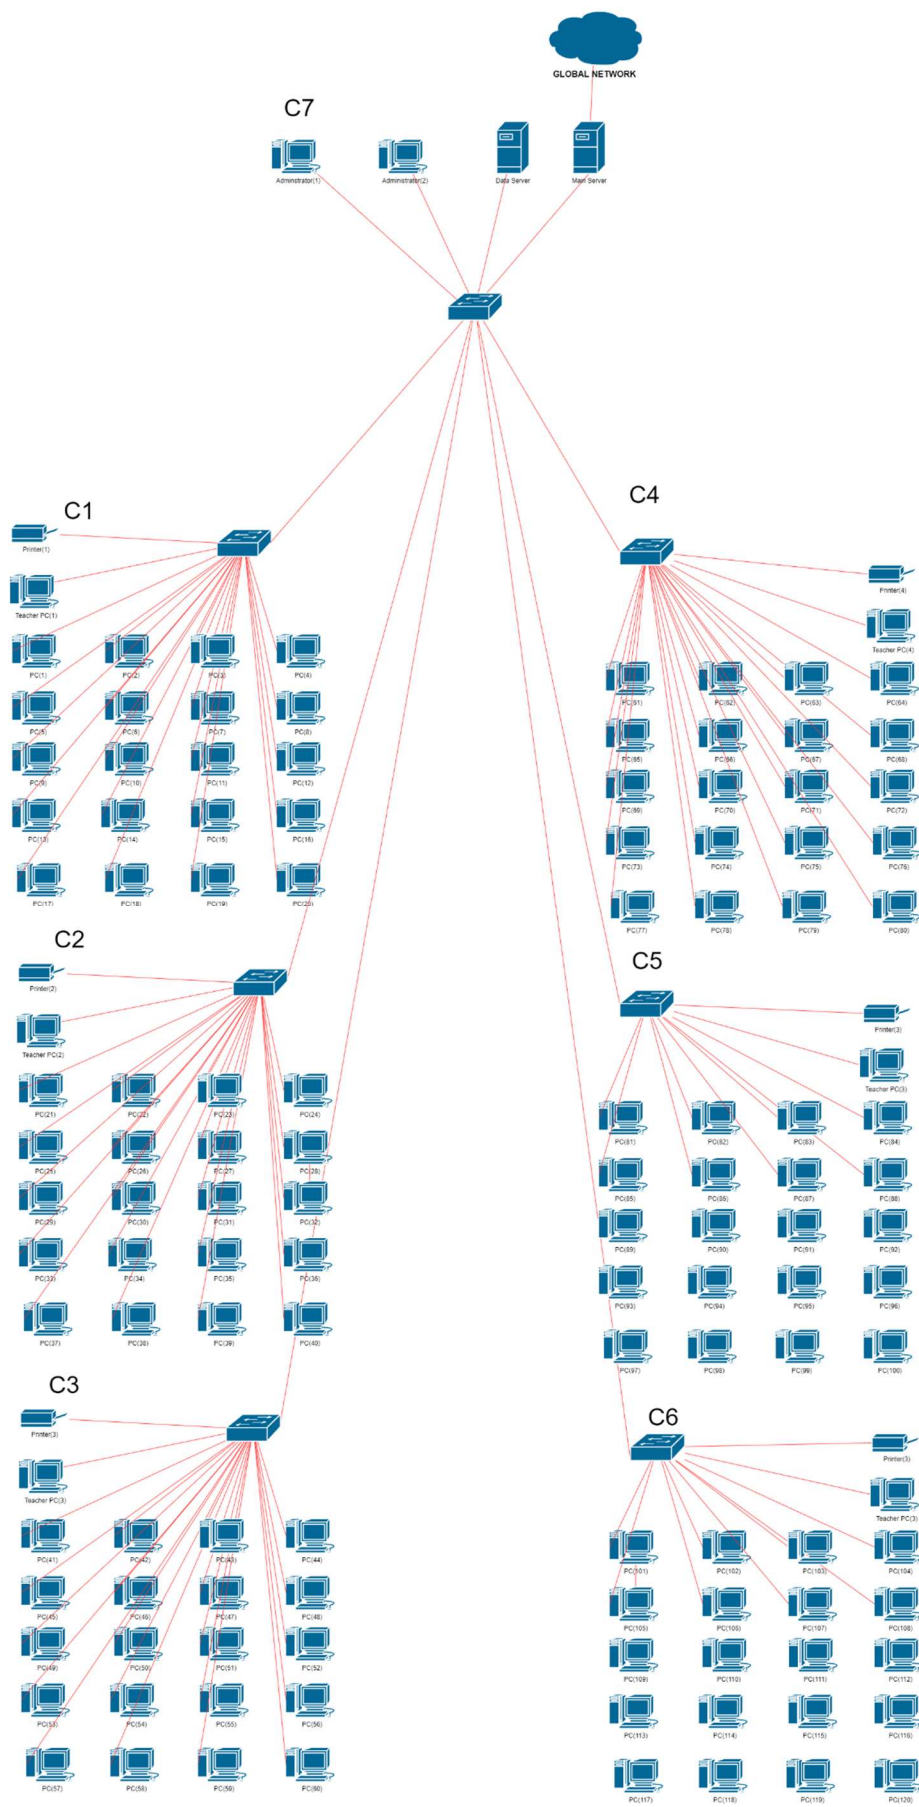 GLOBAL NETWORK
C7
Adminstrator(1)
Administrator(2)
Data Server
Main Server
C1
Printer(1)
Teacher PC(1)
PC(1)
PC(2)
PC(3)
PC(4)
PC(5)
PC(6)
PC(7)
PC(8)
PC(9)
PC(10)
PC(11)
PC(12)
PC(13)
PC(14)
PC(15)
PC(16)
PC(17)
PC(18)
PC(19)
PC(20)
C4
Printer(4)
Teacher PC(4)
PC(61)
PC(62)
PC(63)
PC(64)
PC(65)
PC(66)
PC(67)
PC(68)
PC(69)
PC(70)
PC(71)
PC(72)
PC(73)
PC(74)
PC(75)
PC(76)
PC(77)
PC(78)
PC(79)
PC(80)
C2
Printer(2)
Teacher PC(2)
PC(21)
PC(22)
PC(23)
PC(24)
PC(25)
PC(26)
PC(27)
PC(28)
PC(29)
PC(30)
PC(31)
PC(32)
PC(33)
PC(34)
PC(35)
PC(36)
PC(37)
PC(38)
PC(39)
PC(40)
C5
Printer(3)
Teacher PC(3)
PC(81)
PC(82)
PC(83)
PC(84)
PC(85)
PC(86)
PC(87)
PC(88)
PC(89)
PC(90)
PC(91)
PC(92)
PC(93)
PC(94)
PC(95)
PC(96)
PC(97)
PC(98)
PC(99)
PC(100)
C3
Printer(3)
Teacher PC(3)
PC(41)
PC(42)
PC(43)
PC(44)
PC(45)
PC(46)
PC(47)
PC(48)
PC(49)
PC(50)
PC(51)
PC(52)
PC(53)
PC(54)
PC(55)
PC(56)
PC(57)
PC(58)
PC(59)
PC(60)
C6
Printer(3)
Teacher PC(3)
PC(101)
PC(102)
PC(103)
PC(104)
PC(105)
PC(106)
PC(107)
PC(108)
PC(109)
PC(110)
PC(111)
PC(112)
PC(113)
PC(114)
PC(115)
PC(116)
PC(117)
PC(118)
PC(119)
PC(120)